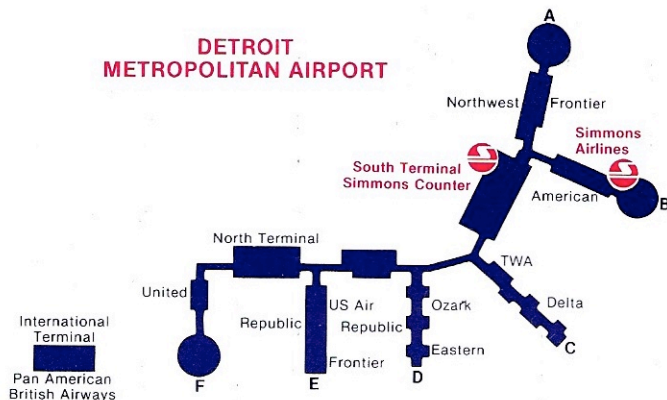 DETROIT
METROPOLITAN AIRPORT
A
Northwest
Frontier
Simmons
Airlines
South Terminal
Simmons Counter
American
B
North Terminal
TWA
United
US Air
Ozark
Delta
Republic
Republic
International
Terminal
Frontier
Eastern
C
F
E
D
Pan American
British Airways